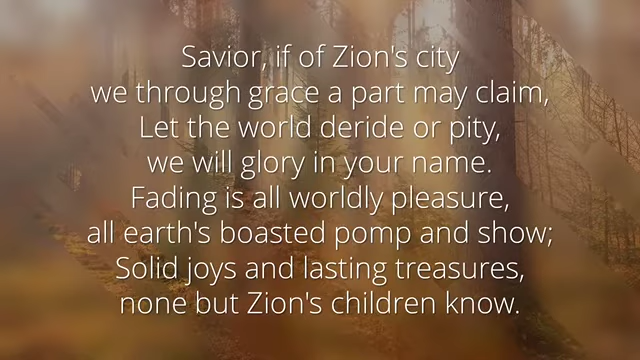 Savior, if of Zion's city
we through grace a part may claim,
Let the world deride or pity,
we will glory in your name.
Fading is all worldly pleasure,
all earth's boasted pomp and show;
Solid joys and lasting treasures,
none but Zion's children know.